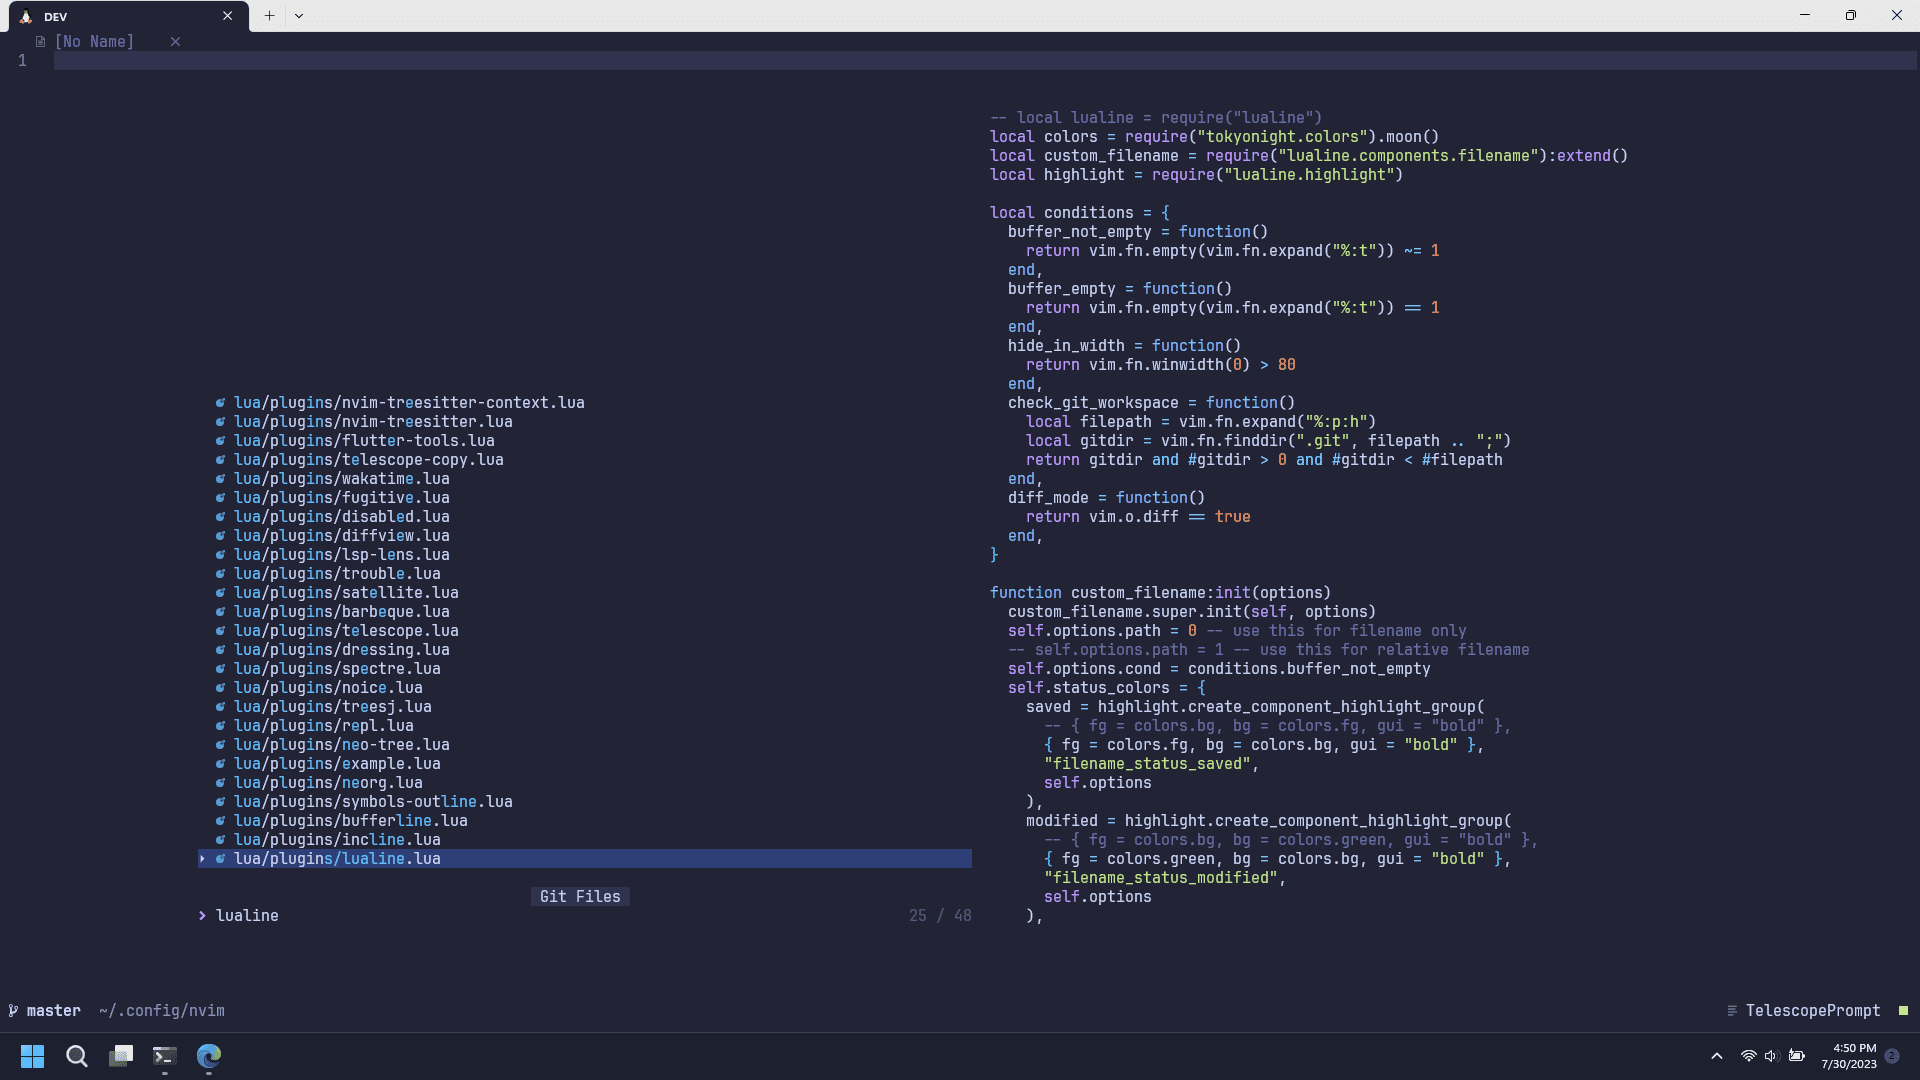 DEV
[No Name]
1
-- local lualine = require("lualine")
local colors = require("tokyonight.colors").moon()
local custom_filename = require("lualine.components.filename"):extend()
local highlight = require("lualine.highlight")
local conditions = {
buffer_not_empty = function()
return vim.fn.empty(vim.fn.expand("%:t")) ~= 1
end,
buffer_empty = function()
return vim.fn.empty(vim.fn.expand("%:t")) == 1
end,
hide_in_width = function()
return vim.fn.winwidth(0) > 80
end,
check_git_workspace = function()
local filepath = vim.fn.expand("%:p:h")
local gitdir = vim.fn.finddir(".git", filepath .. ";")
return gitdir and #gitdir > 0 and #gitdir < #filepath
end,
diff_mode = function()
return vim.o.diff == true
end,
}
function custom_filename:init(options)
custom_filename.super.init(self, options)
self.options.path = 0 -- use this for filename only
-- self.options.path = 1 -- use this for relative filename
self.options.cond = conditions.buffer_not_empty
self.status_colors = {
saved = highlight.create_component_highlight_group(
-- { fg = colors.bg, bg = colors.fg, gui = "bold" },
{ fg = colors.fg, bg = colors.bg, gui = "bold" },
"filename_status_saved",
self.options
),
modified = highlight.create_component_highlight_group(
-- { fg = colors.bg, bg = colors.green, gui = "bold" },
{ fg = colors.green, bg = colors.bg, gui = "bold" },
"filename_status_modified",
self.options
),
lua/plugins/nvim-treesitter-context.lua
lua/plugins/nvim-treesitter.lua
lua/plugins/flutter-tools.lua
lua/plugins/telescope-copy.lua
lua/plugins/wakatime.lua
lua/plugins/fugitive.lua
lua/plugins/disabled.lua
lua/plugins/diffview.lua
lua/plugins/lsp-lens.lua
lua/plugins/trouble.lua
lua/plugins/satellite.lua
lua/plugins/barbeque.lua
lua/plugins/telescope.lua
lua/plugins/dressing.lua
lua/plugins/spectre.lua
lua/plugins/noice.lua
lua/plugins/treesj.lua
lua/plugins/repl.lua
lua/plugins/neo-tree.lua
lua/plugins/example.lua
lua/plugins/neorg.lua
lua/plugins/symbols-outline.lua
lua/plugins/bufferline.lua
lua/plugins/incline.lua
lua/plugins/lualine.lua
Git Files
> lualine 25 / 48
master ~/.config/nvim TelescopePrompt
4:50 PM
7/30/2023
2